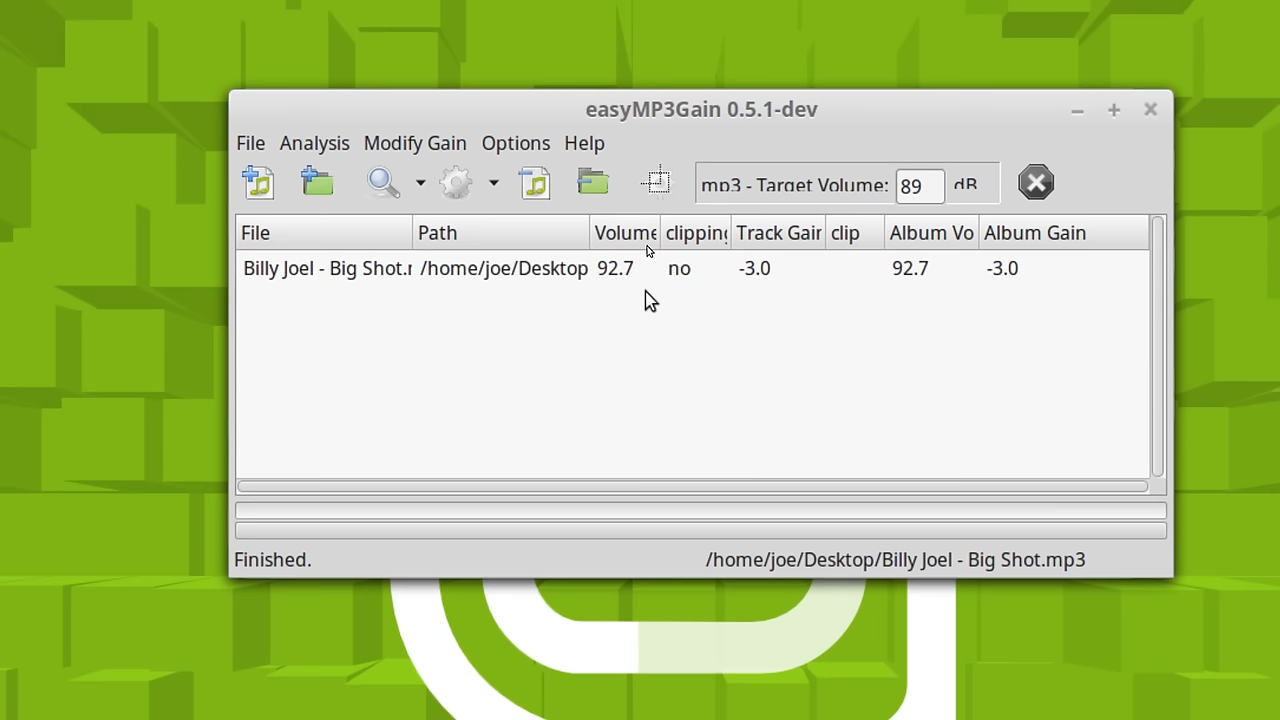 easyMP3Gain 0.5.1-dev
File Analysis Modify Gain Options Help
mp3 - Target Volume: 89 dB
File Path Volume clipping Track Gain clip Album Vo Album Gain
Billy Joel - Big Shot.r /home/joe/Desktop 92.7 no -3.0 92.7 -3.0
Finished. /home/joe/Desktop/Billy Joel - Big Shot.mp3